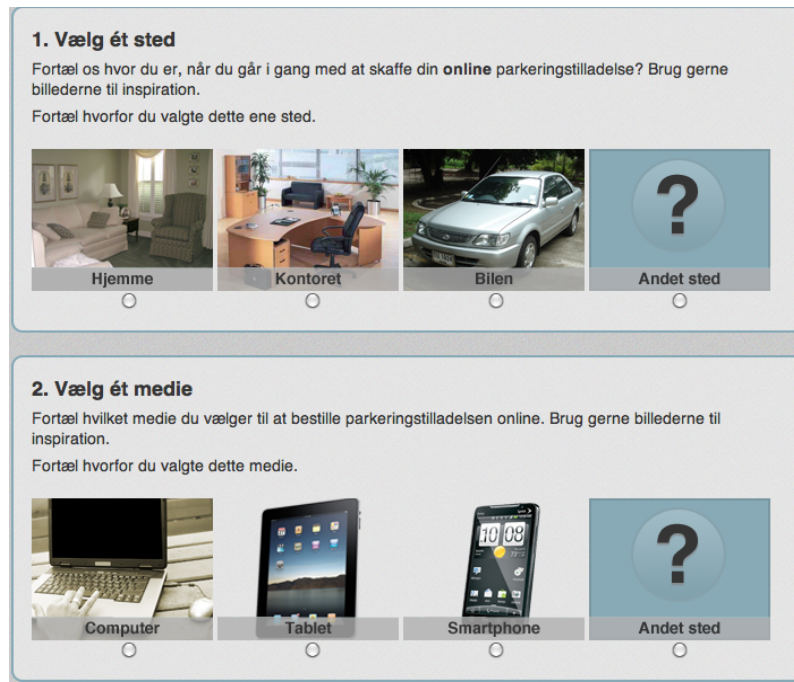 1. Vælg ét sted
Fortæl os hvor du er, når du går i gang med at skaffe din online parkeringstilladelse? Brug gerne
billederne til inspiration.
Fortæl hvorfor du valgte dette ene sted.
?
Hjemme
Kontoret
Bilen
Andet sted
2. Vælg ét medie
Fortæl hvilket medie du vælger til at bestille parkeringstilladelsen online. Brug gerne billederne til
inspiration.
Fortæl hvorfor du valgte dette medie.
10 08
?
Computer
Tablet
Smartphone
Andet sted